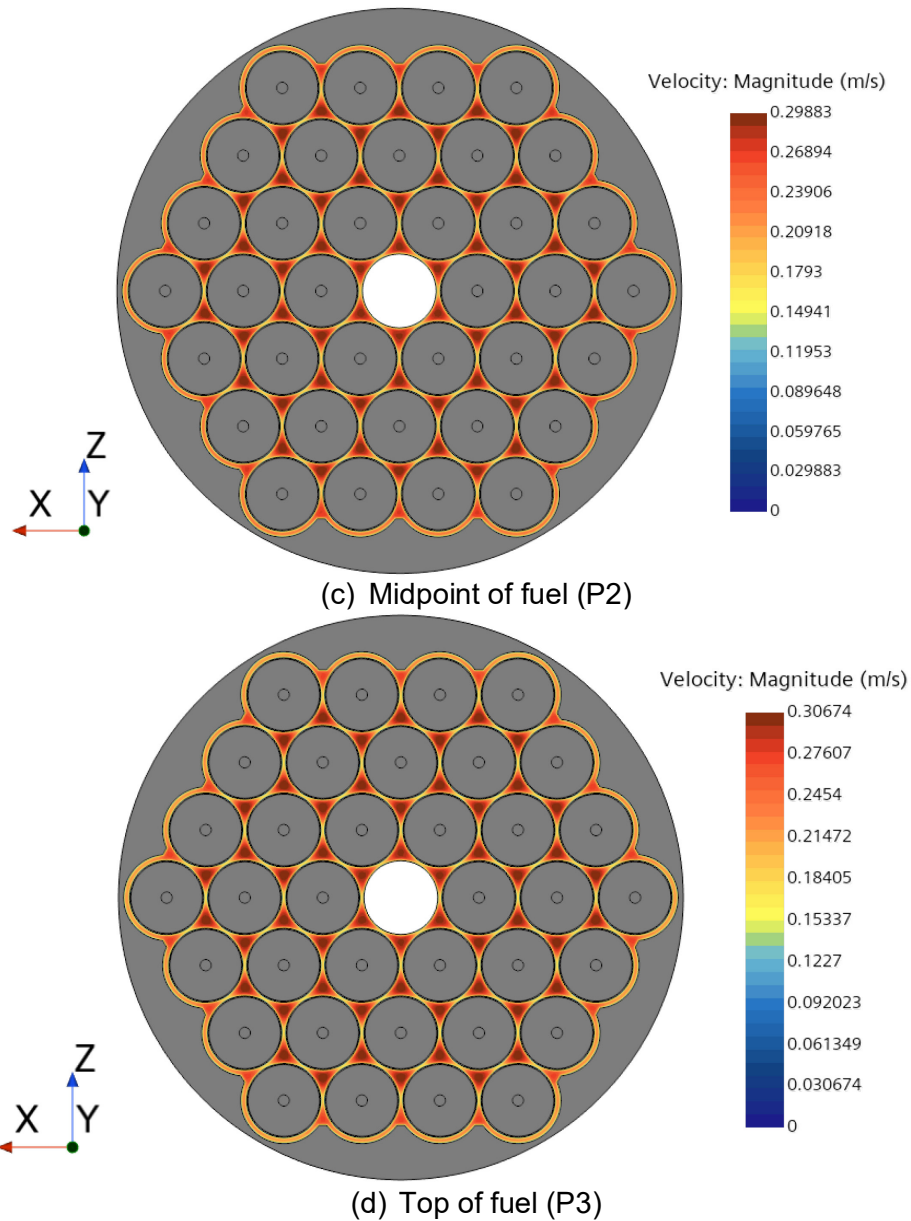 Velocity: Magnitude (m/s)
0.29883
0.26894
0.23906
0.20918
0.1793
0.14941
0.11953
0.089648
0.059765
0.029883
0
Z
X Y
(c) Midpoint of fuel (P2)
Velocity: Magnitude (m/s)
0.30674
0.27607
0.2454
0.21472
0.18405
0.15337
0.1227
0.092023
0.061349
0.030674
0
Z
X Y
(d) Top of fuel (P3)